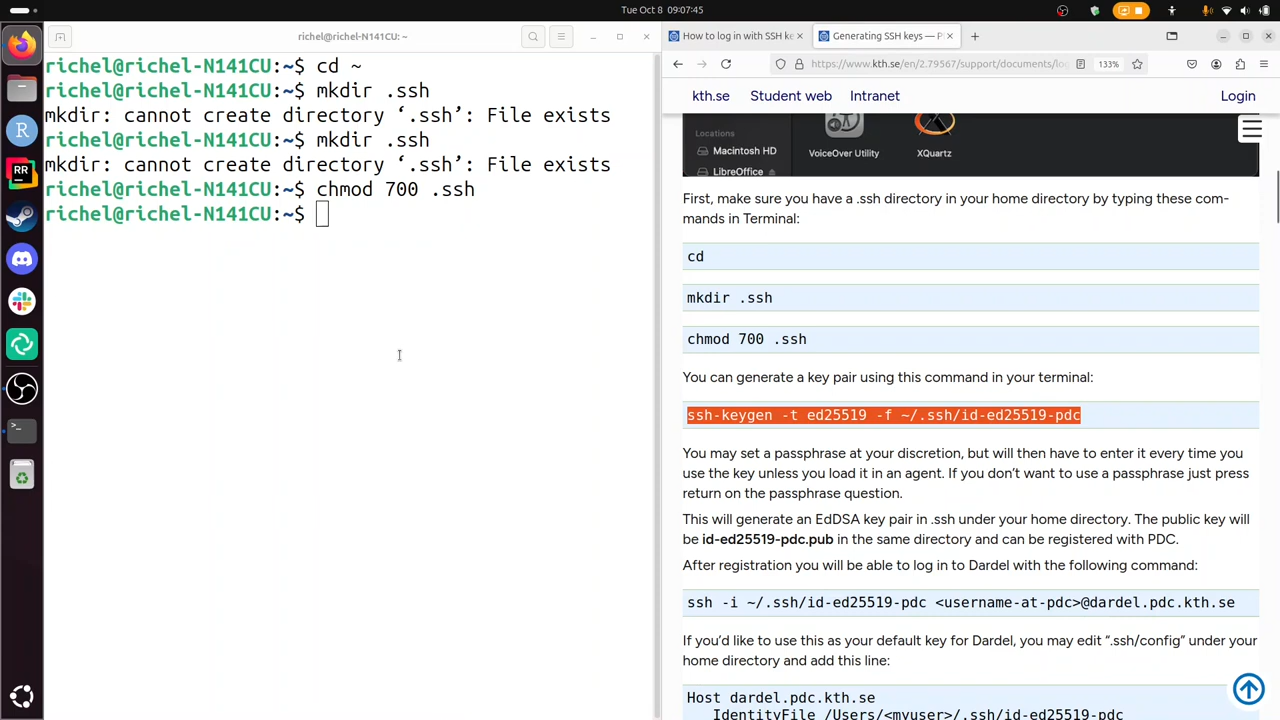 Tue Oct 8 09:07:45
richel@richel-N141CU: ~
richel@richel-N141CU:~$ cd ~
richel@richel-N141CU:~$ mkdir .ssh
mkdir: cannot create directory ‘.ssh’: File exists
richel@richel-N141CU:~$ mkdir .ssh
mkdir: cannot create directory ‘.ssh’: File exists
richel@richel-N141CU:~$ chmod 700 .ssh
richel@richel-N141CU:~$
How to log in with SSH ke
Generating SSH keys — P
https://www.kth.se/en/2.79567/support/documents/log
133%
kth.se Student web Intranet Login
Locations
Macintosh HD
LibreOffice
VoiceOver Utility
XQuartz
First, make sure you have a .ssh directory in your home directory by typing these com-
mands in Terminal:
cd
mkdir .ssh
chmod 700 .ssh
You can generate a key pair using this command in your terminal:
ssh-keygen -t ed25519 -f ~/.ssh/id-ed25519-pdc
You may set a passphrase at your discretion, but will then have to enter it every time you
use the key unless you load it in an agent. If you don’t want to use a passphrase just press
return on the passphrase question.
This will generate an EdDSA key pair in .ssh under your home directory. The public key will
be id-ed25519-pdc.pub in the same directory and can be registered with PDC.
After registration you will be able to log in to Dardel with the following command:
ssh -i ~/.ssh/id-ed25519-pdc <username-at-pdc>@dardel.pdc.kth.se
If you’d like to use this as your default key for Dardel, you may edit “.ssh/config” under your
home directory and add this line:
Host dardel.pdc.kth.se
IdentityFile /Users/<myuser>/.ssh/id-ed25519-pdc